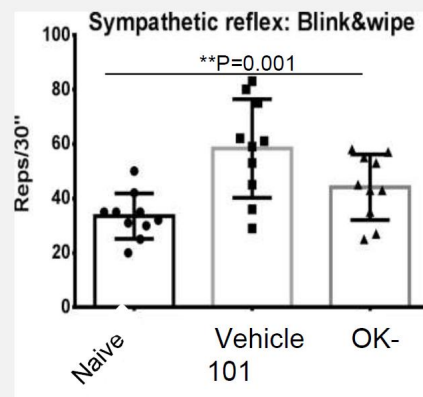 Sympathetic reflex: Blink&wipe
**P=0.001
Reps/30"
100
80
60
40
20
0
Naive
Vehicle OK-
101